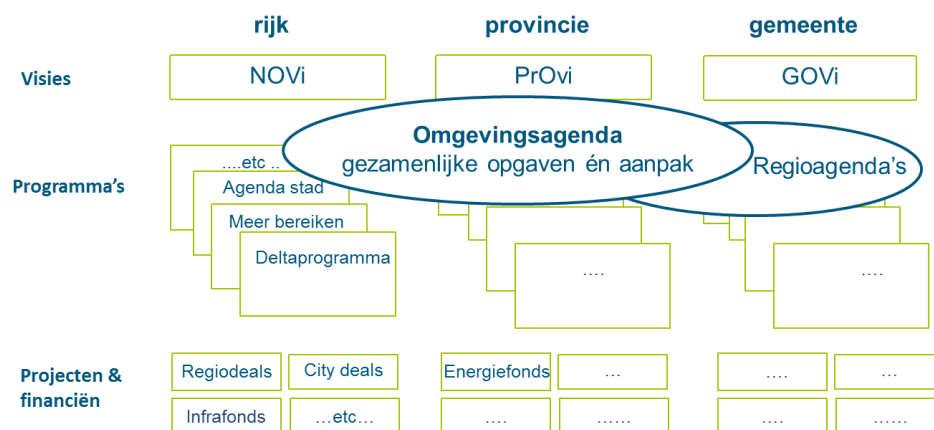 rijk
provincie
gemeente
Visies
NOVi
PrOvi
GOVi
Omgevingsagenda
gezamenlijke opgaven én aanpak
Regioagenda's
Programma's
....etc ..
Agenda stad
Meer bereiken
Deltaprogramma
....
....
Projecten &
financiën
Regiodeals
City deals
Energiefonds
...
....
...
Infrafonds
...etc...
....
......
....
......